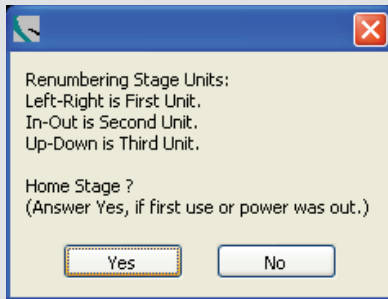 Renumbering Stage Units:
Left-Right is First Unit.
In-Out is Second Unit.
Up-Down is Third Unit.

Home Stage ?
(Answer Yes, if first use or power was out.)
Yes No